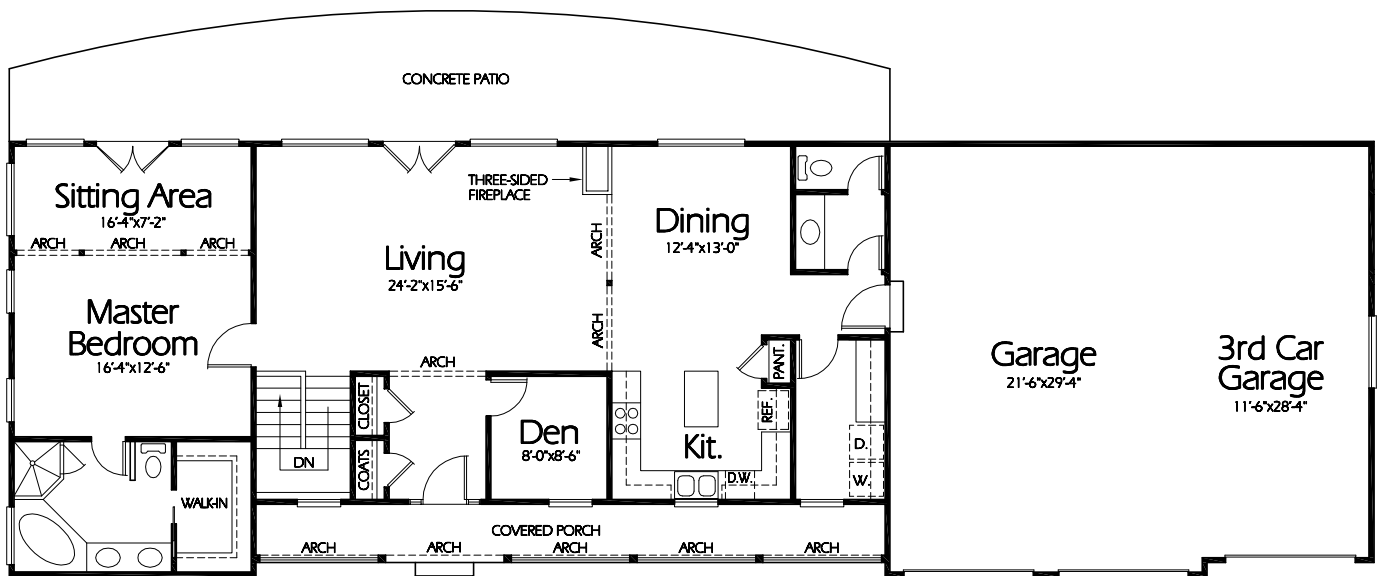 CONCRETE PATIO
THREE-SIDED
FIREPLACE
Sitting Area
16'-4"x7'-2"
ARCH
ARCH
ARCH
Living
24'-2"x15'-6"
ARCH
ARCH
Dining
12'-4"x13'-0"
Master
Bedroom
16'-4"x12'-6"
ARCH
PANT.
Garage
21'-6"x29'-4"
3rd Car
Garage
11'-6"x28'-4"
CLOSET
COATS
DN
Den
8'-0"x8'-6"
REF.
Kit.
D.W.
D.
W.
WALK-IN
COVERED PORCH
ARCH
ARCH
ARCH
ARCH
ARCH